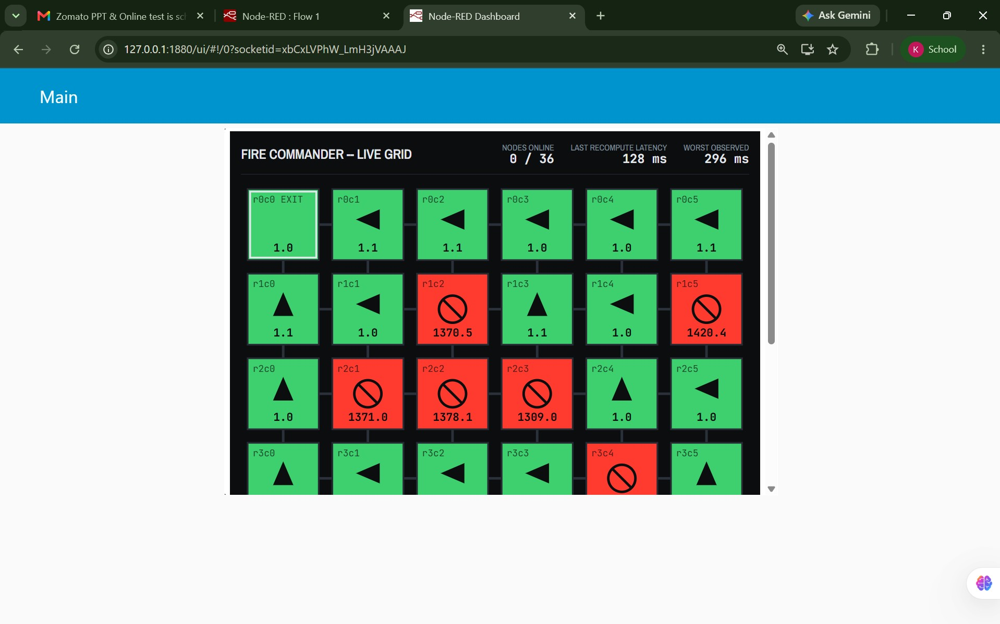 Zomato PPT & Online test is sch
Node-RED : Flow 1
Node-RED Dashboard
Ask Gemini
127.0.0.1:1880/ui/#!/0?socketid=xbCxLVPhW_LmH3jVAAAJ
K School
Main
FIRE COMMANDER -- LIVE GRID
NODES ONLINE
0 / 36
LAST RECOMPUTE LATENCY
128 ms
WORST OBSERVED
296 ms
r0c0 EXIT r0c1 r0c2 r0c3 r0c4 r0c5
1.0 1.1 1.1 1.0 1.0 1.1
r1c0 r1c1 r1c2 r1c3 r1c4 r1c5
1.1 1.0 1370.5 1.1 1.0 1420.4
r2c0 r2c1 r2c2 r2c3 r2c4 r2c5
1.0 1371.0 1378.1 1309.0 1.0 1.0
r3c0 r3c1 r3c2 r3c3 r3c4 r3c5